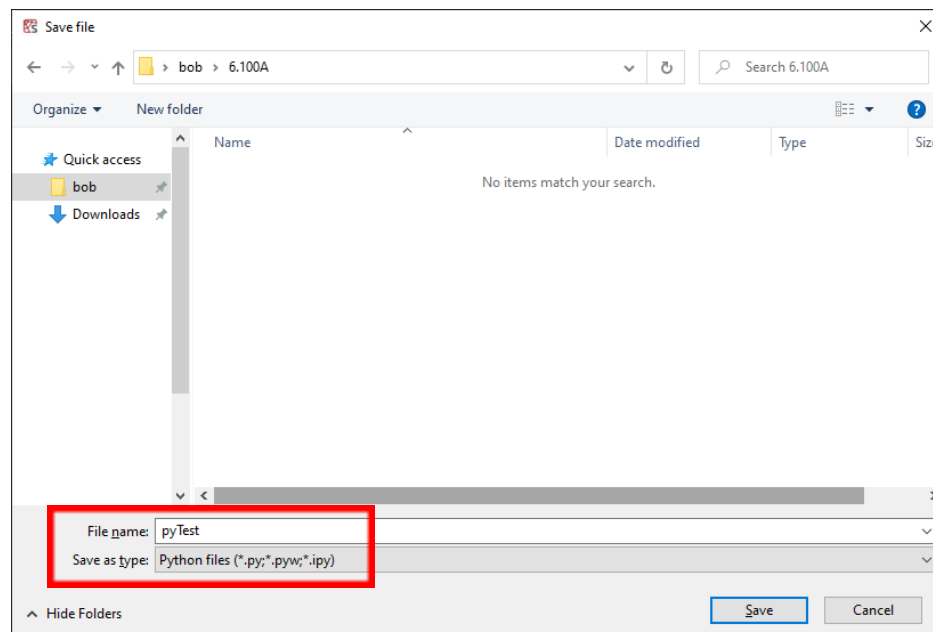 Save file
bob > 6.100A
Search 6.100A
Organize
New folder
?
Name
Date modified
Type
Siz
Quick access
bob
Downloads
No items match your search.
File name: pyTest
Save as type: Python files (*.py;*.pyw;*.ipy)
Hide Folders
Save
Cancel